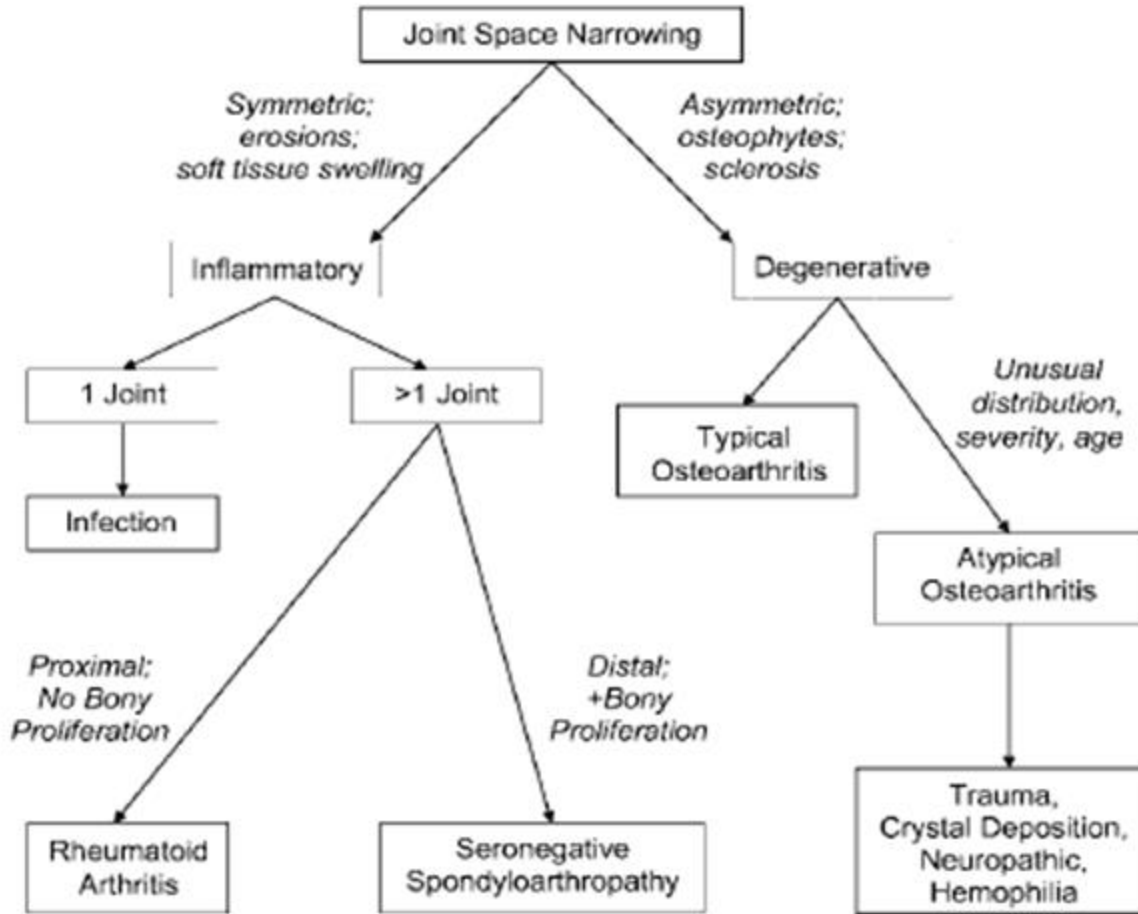 Joint Space Narrowing
Symmetric;
erosions;
soft tissue swelling
Asymmetric;
osteophytes;
sclerosis
Inflammatory
Degenerative
1 Joint
>1 Joint
Unusual
distribution,
severity, age
Typical
Osteoarthritis
Infection
Atypical
Osteoarthritis
Proximal;
No Bony
Proliferation
Distal;
+Bony
Proliferation
Rheumatoid
Arthritis
Seronegative
Spondyloarthropathy
Trauma,
Crystal Deposition,
Neuropathic,
Hemophilia